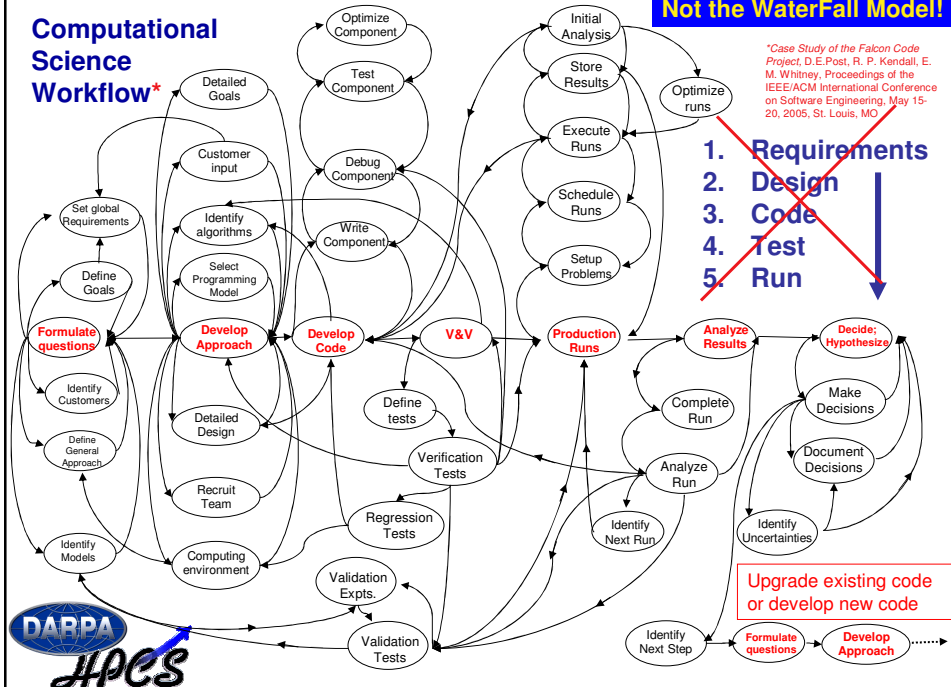 Computational
Science
Workflow*
Not the WaterFall Model!
*Case Study of the Falcon Code
Project, D.E.Post, R. P. Kendall, E.
M. Whitney, Proceedings of the
IEEE/ACM International Conference
on Software Engineering, May 15-
20, 2005, St. Louis, MO
1. Requirements
2. Design
3. Code
4. Test
5. Run
Set global
Requirements
Define
Goals
Formulate
questions
Identify
Customers
Define
General
Approach
Identify
Models
Detailed
Goals
Customer
input
Identify
algorithms
Select
Programming
Model
Develop
Approach
Detailed
Design
Recruit
Team
Computing
environment
Optimize
Component
Test
Component
Debug
Component
Write
Component
Develop
Code
V&V
Define
tests
Verification
Tests
Regression
Tests
Validation
Expts.
Validation
Tests
Initial
Analysis
Store
Results
Optimize
runs
Execute
Runs
Schedule
Runs
Setup
Problems
Production
Runs
Analyze
Results
Complete
Run
Analyze
Run
Identify
Next Run
Decide;
Hypothesize
Make
Decisions
Document
Decisions
Identify
Uncertainties
Upgrade existing code
or develop new code
Identify
Next Step
Formulate
questions
Develop
Approach
DARPA
HPCS